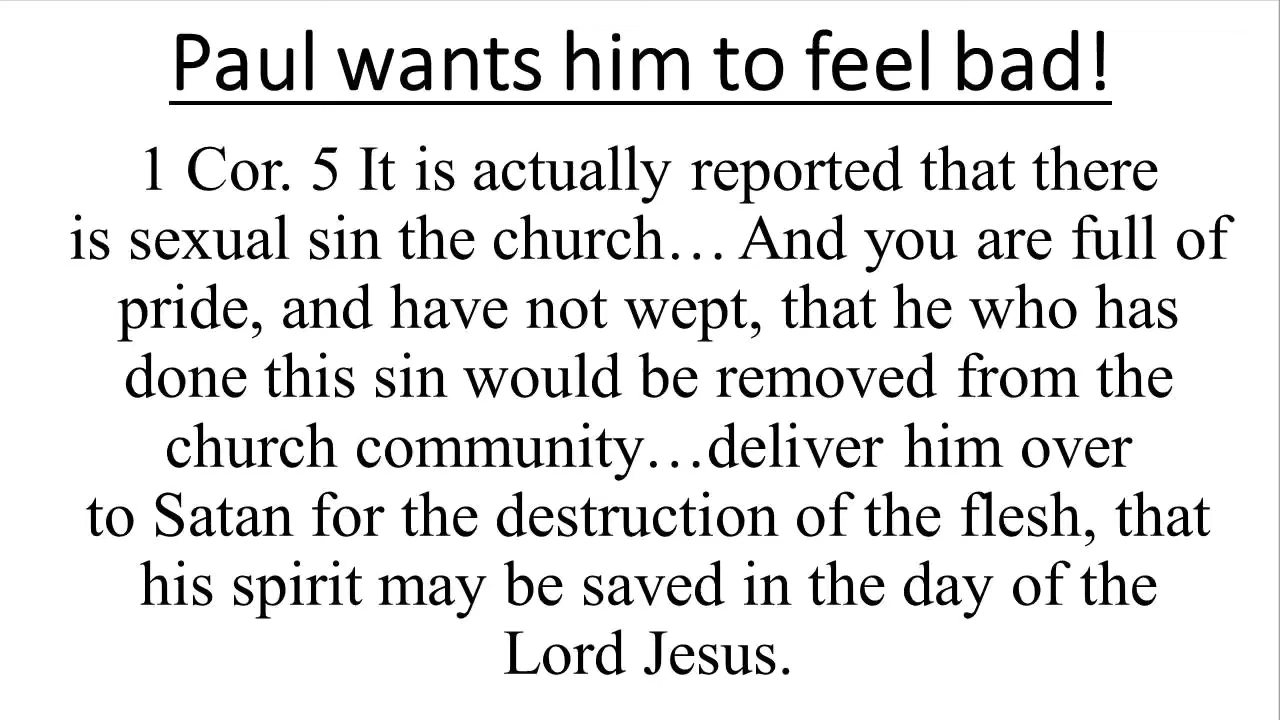 Paul wants him to feel bad!
1 Cor. 5 It is actually reported that there
is sexual sin the church… And you are full of
pride, and have not wept, that he who has
done this sin would be removed from the
church community…deliver him over
to Satan for the destruction of the flesh, that
his spirit may be saved in the day of the
Lord Jesus.